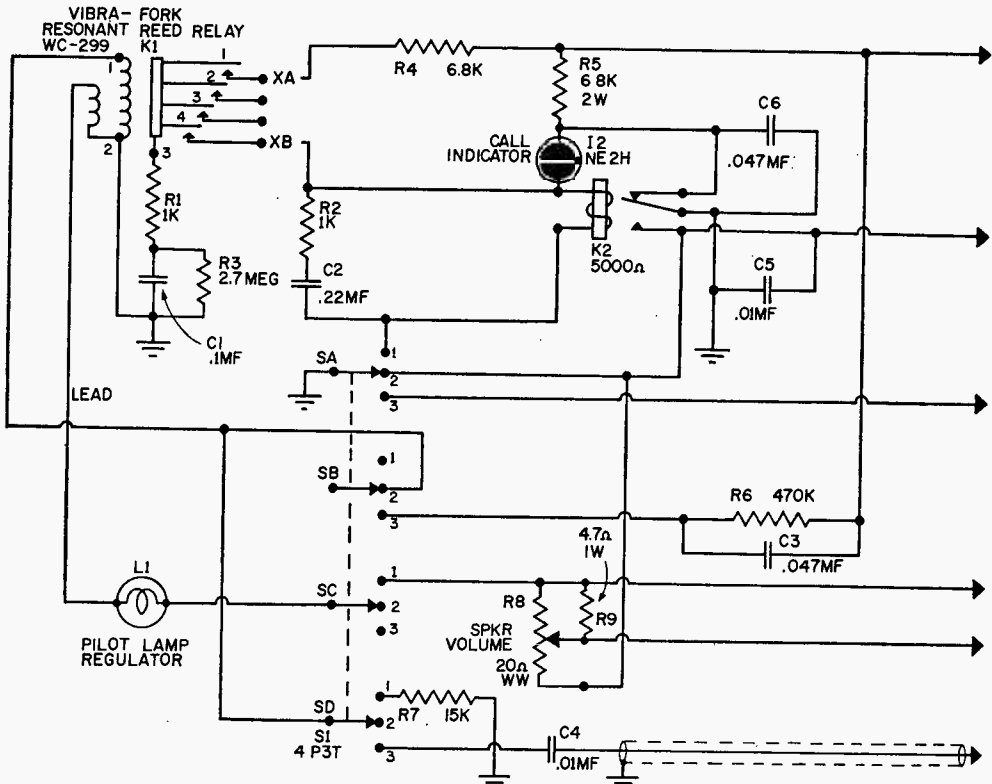 VIBRA-FORK
RESONANT REED RELAY
WC-299
K1
1
2
1
2
3
4
3
XA
XB
R4 6.8K
R5
6 8K
2W
C6
.047MF
CALL
INDICATOR
I2
NE2H
R1
1K
R2
1K
R3
2.7MEG
C2
.22MF
K2
5000Ω
C5
.01MF
C1
.1MF
SA
1
2
3
LEAD
SB
1
2
3
R6 470K
C3
.047MF
4.7Ω
1W
L1
SC
1
2
3
R8
R9
SPKR
VOLUME
20Ω
WW
PILOT LAMP
REGULATOR
SD
S1
4 P3T
1
2
3
R7 15K
C4
.01MF